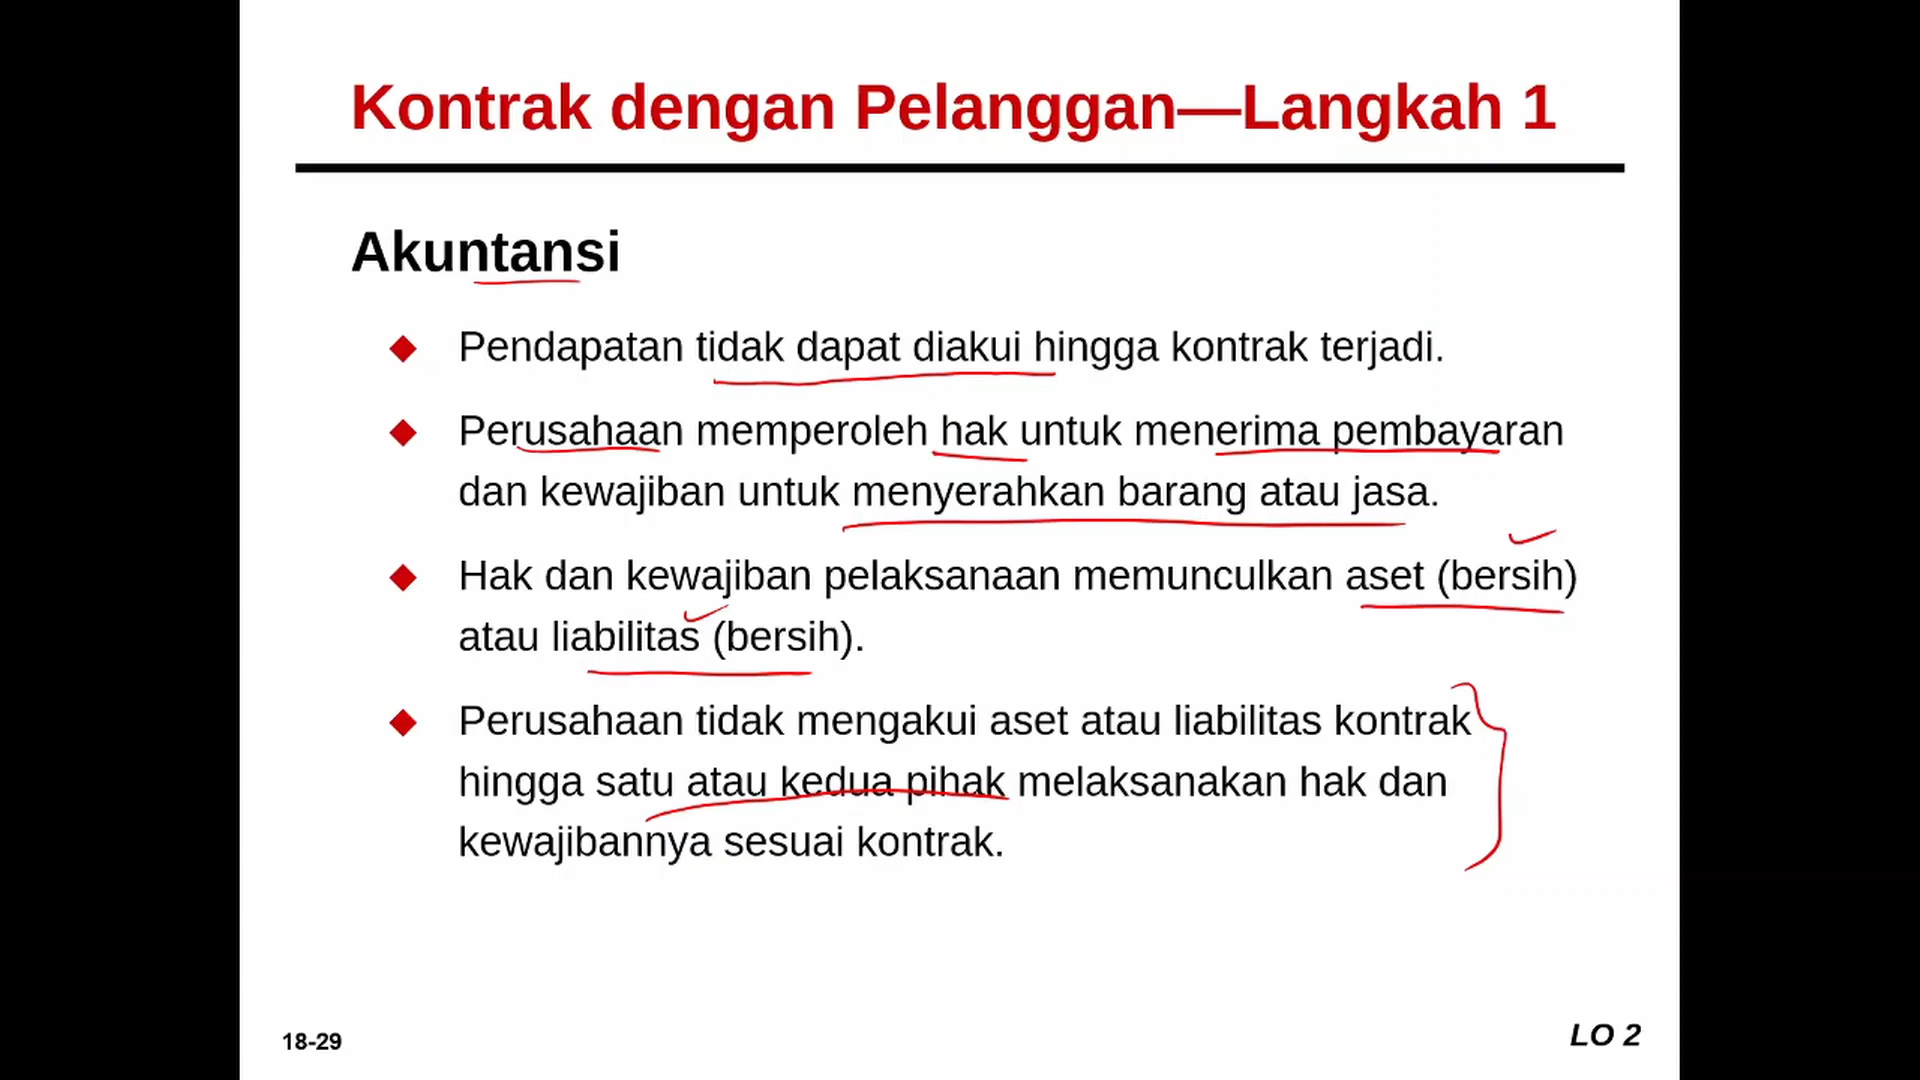 Kontrak dengan Pelanggan—Langkah 1
Akuntansi
Pendapatan tidak dapat diakui hingga kontrak terjadi.
Perusahaan memperoleh hak untuk menerima pembayaran
dan kewajiban untuk menyerahkan barang atau jasa.
Hak dan kewajiban pelaksanaan memunculkan aset (bersih)
atau liabilitas (bersih).
Perusahaan tidak mengakui aset atau liabilitas kontrak
hingga satu atau kedua pihak melaksanakan hak dan
kewajibannya sesuai kontrak.
18-29
LO 2